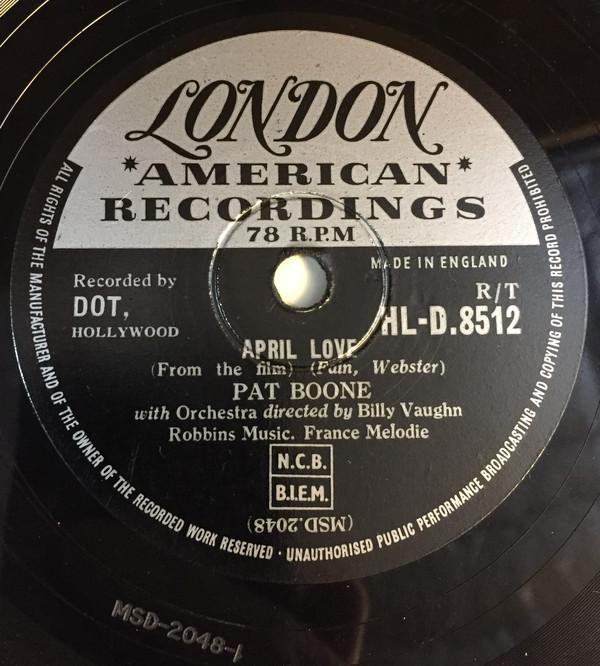 LONDON
*AMERICAN*
RECORDINGS
78 R.P.M
MADE IN ENGLAND
Recorded by
DOT,
HOLLYWOOD
R/T
HL-D.8512
APRIL LOVE
(From the film) (Fain, Webster)
PAT BOONE
with Orchestra directed by Billy Vaughn
Robbins Music. France Melodie
N.C.B.
B.I.E.M.
(MSD.2048)
ALL RIGHTS OF THE MANUFACTURER AND OF THE OWNER OF THE RECORDED WORK RESERVED · UNAUTHORISED PUBLIC PERFORMANCE BROADCASTING AND COPYING OF THIS RECORD PROHIBITED
MSD-2048-1